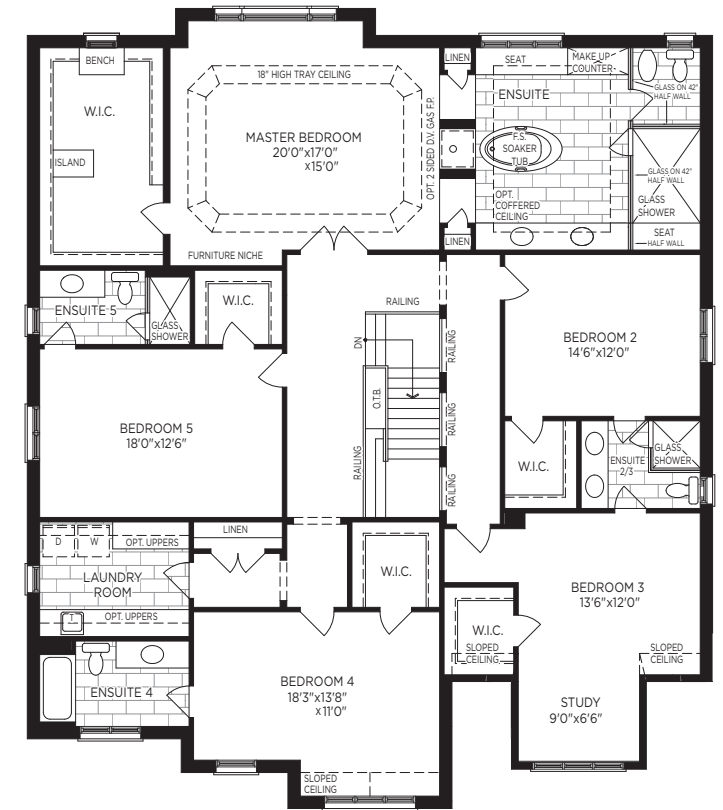 BENCH
W.I.C.
ISLAND
18" HIGH TRAY CEILING
MASTER BEDROOM
20'0"x17'0"
x15'0"
OPT. 2 SIDED D.V. GAS F.P.
FURNITURE NICHE
LINEN
LINEN
SEAT
MAKE UP
COUNTER
ENSUITE
GLASS ON 42"
HALF WALL
F.S.
SOAKER
TUB
OPT.
COFFERED
CEILING
GLASS ON 42"
HALF WALL
GLASS
SHOWER
SEAT
HALF WALL
ENSUITE 5
GLASS
SHOWER
W.I.C.
RAILING
DN
O.T.B.
RAILING
RAILING
RAILING
RAILING
BEDROOM 2
14'6"x12'0"
BEDROOM 5
18'0"x12'6"
W.I.C.
ENSUITE
2/3
GLASS
SHOWER
D
W
OPT. UPPERS
LAUNDRY
ROOM
T
OPT. UPPERS
LINEN
W.I.C.
BEDROOM 3
13'6"x12'0"
W.I.C.
SLOPED
CEILING
SLOPED
CEILING
ENSUITE 4
BEDROOM 4
18'3"x13'8"
x11'0"
STUDY
9'0"x6'6"
SLOPED
CEILING